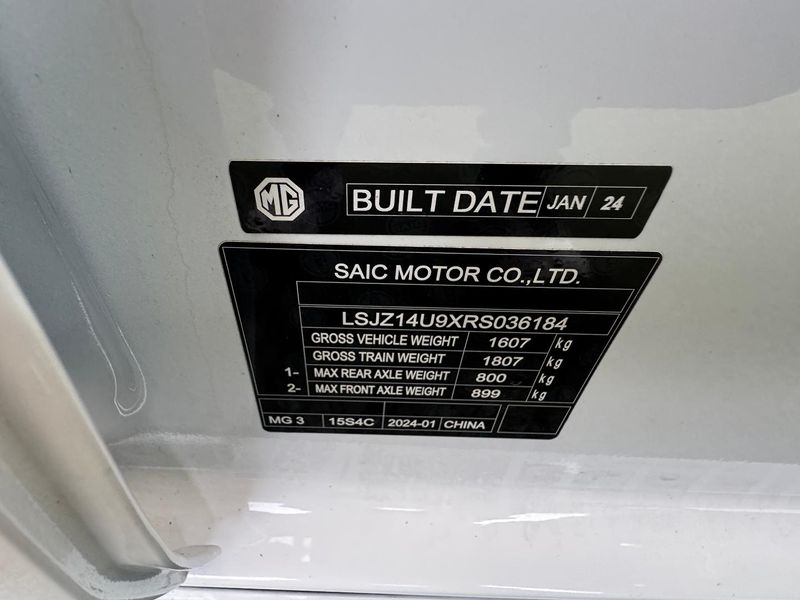 MG BUILT DATE JAN 24
SAIC MOTOR CO.,LTD.
LSJZ14U9XRS036184
GROSS VEHICLE WEIGHT 1607 kg
GROSS TRAIN WEIGHT 1807 kg
1- MAX REAR AXLE WEIGHT 800 kg
2- MAX FRONT AXLE WEIGHT 899 kg
MG 3 15S4C 2024-01 CHINA